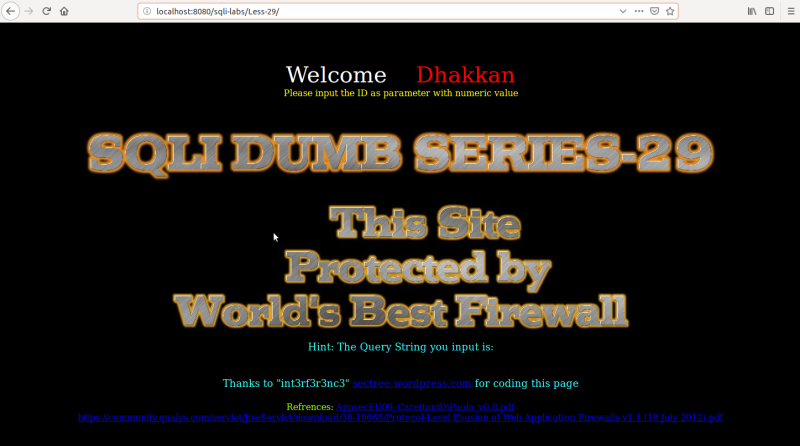 localhost:8080/sqli-labs/Less-29/
Welcome Dhakkan
Please input the ID as parameter with numeric value
SQLI DUMB SERIES-29
This Site
Protected by
World's Best Firewall
Hint: The Query String you input is:
Thanks to "int3rf3r3nc3" seetree.wordpress.com for coding this page
Refrences: AppsecEU09_CarettoniDiPaola_v0.8.pdf
https://community.qualys.com/servlet/JiveServlet/download/38-10665/Protocol-Level Evasion of Web Application Firewalls v1.1 (18 July 2012).pdf